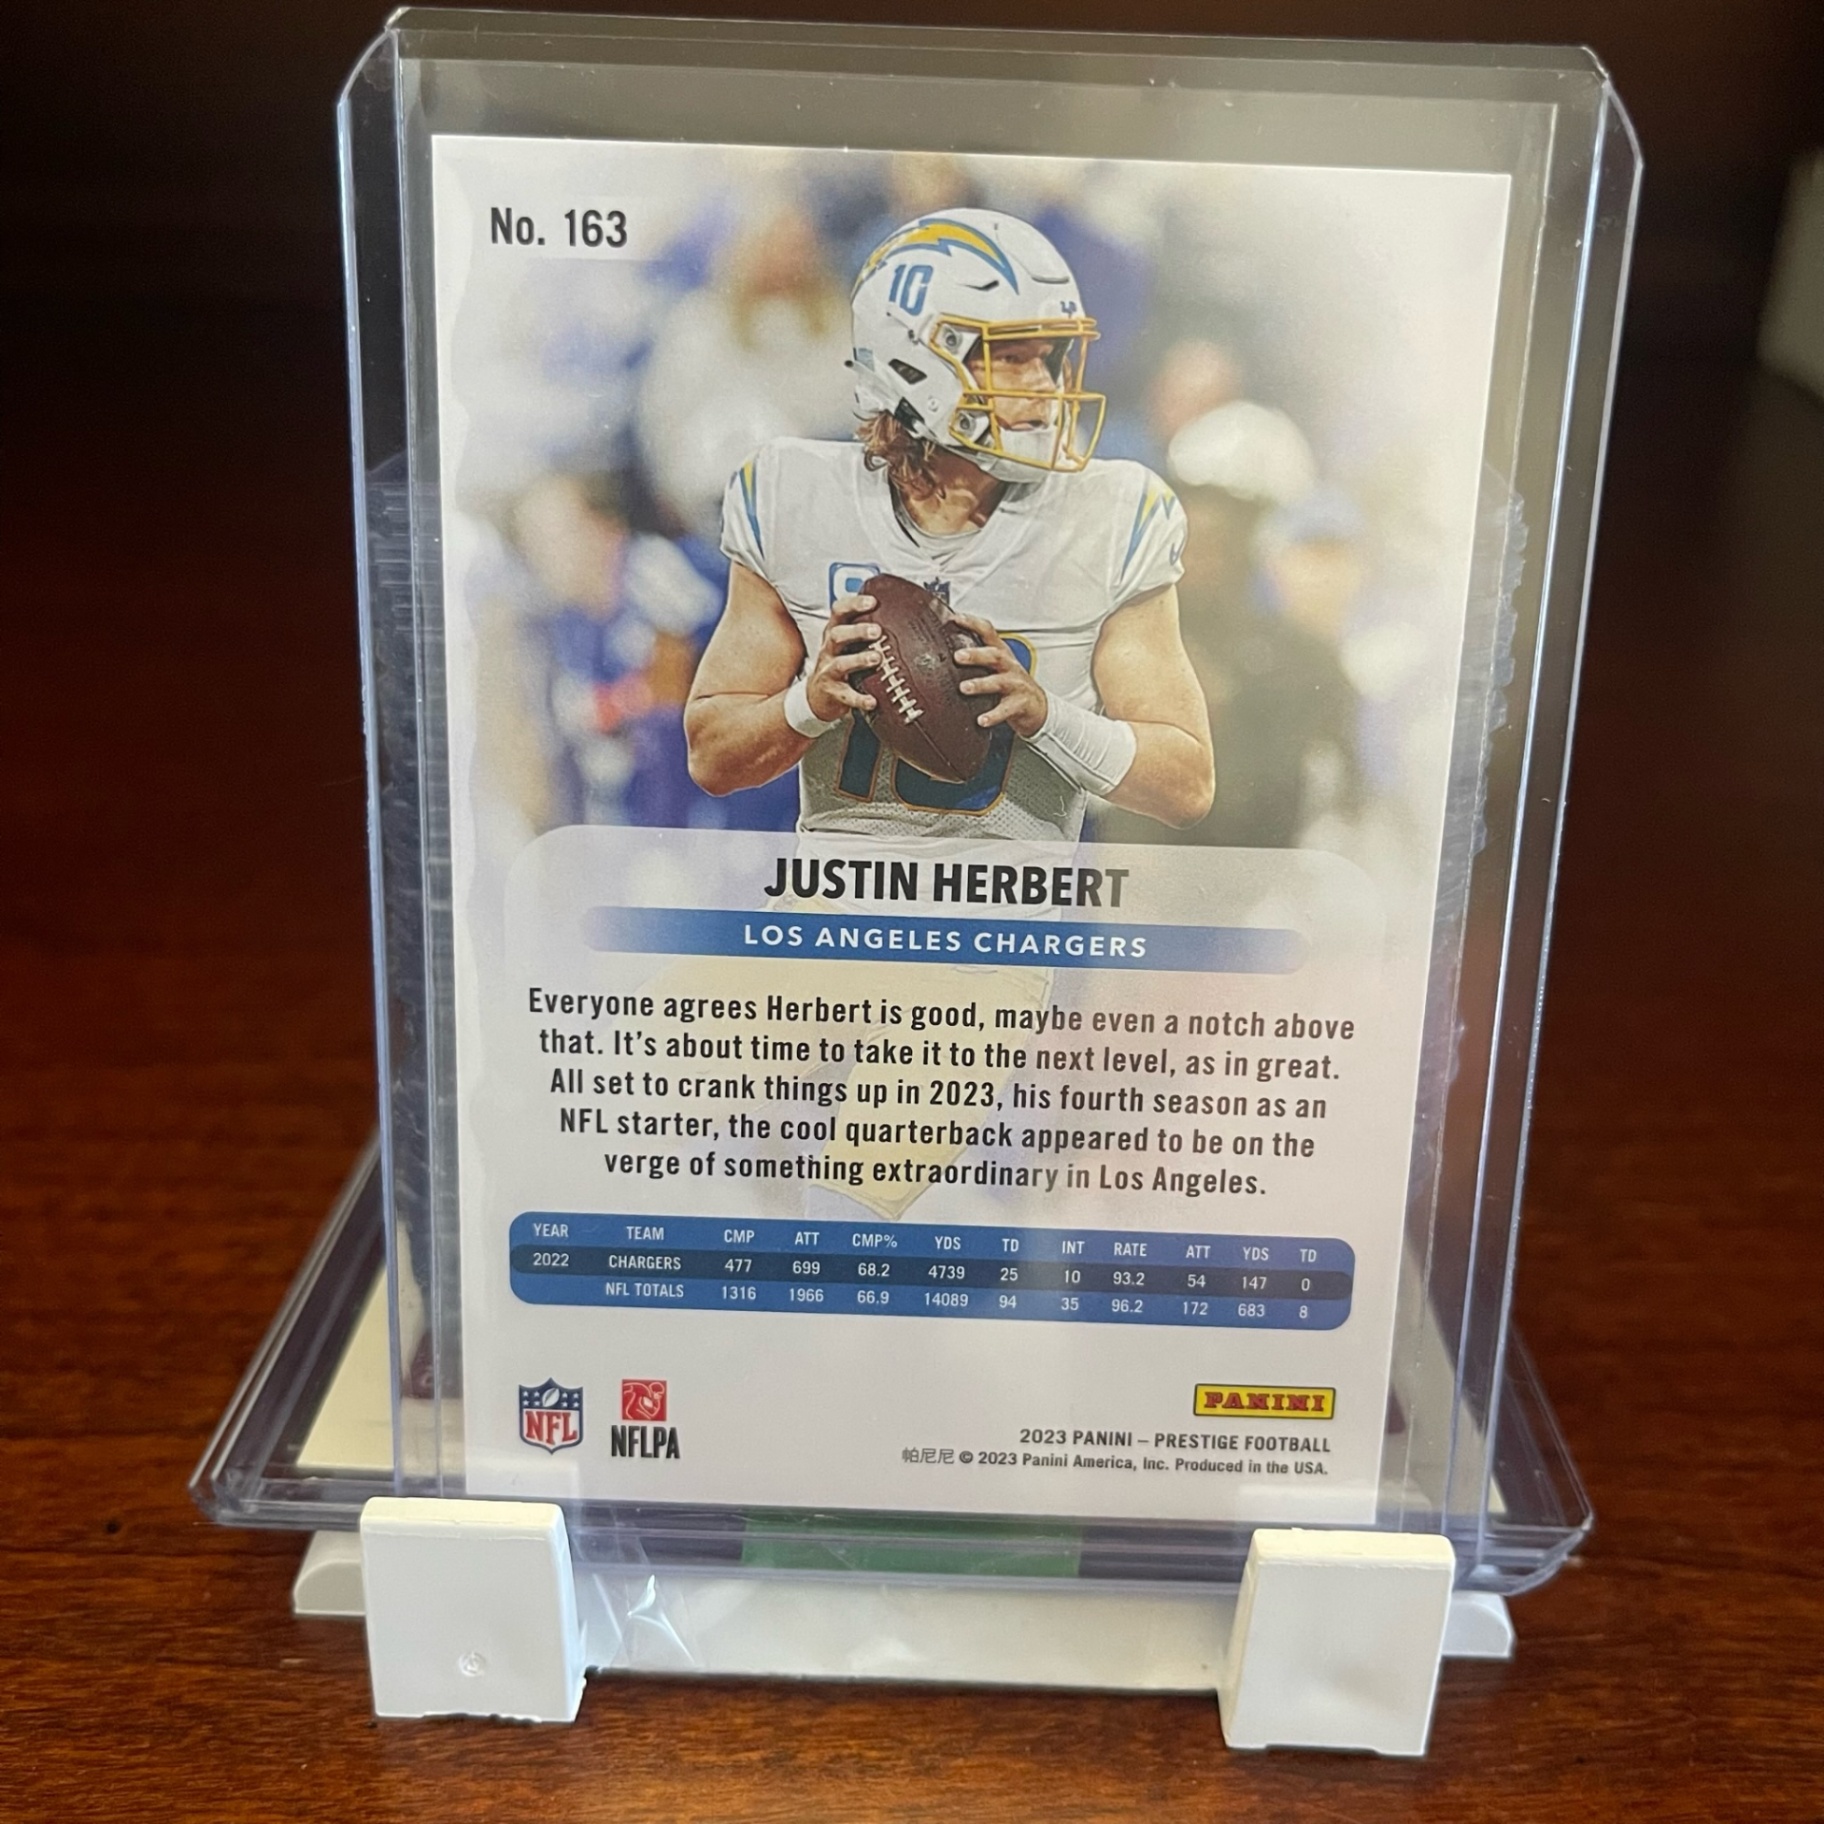 No. 163
10
JUSTIN HERBERT
LOS ANGELES CHARGERS
Everyone agrees Herbert is good, maybe even a notch above
that. It's about time to take it to the next level, as in great.
All set to crank things up in 2023, his fourth season as an
NFL starter, the cool quarterback appeared to be on the
verge of something extraordinary in Los Angeles.
YEAR TEAM CMP ATT CMP% YDS TD INT RATE ATT YDS TD
2022 CHARGERS 477 699 68.2 4739 25 10 93.2 54 147 0
NFL TOTALS 1316 1966 66.9 14089 94 35 96.2 172 683 8
NFL
NFLPA
PANINI
2023 PANINI – PRESTIGE FOOTBALL
帕尼尼 © 2023 Panini America, Inc. Produced in the USA.